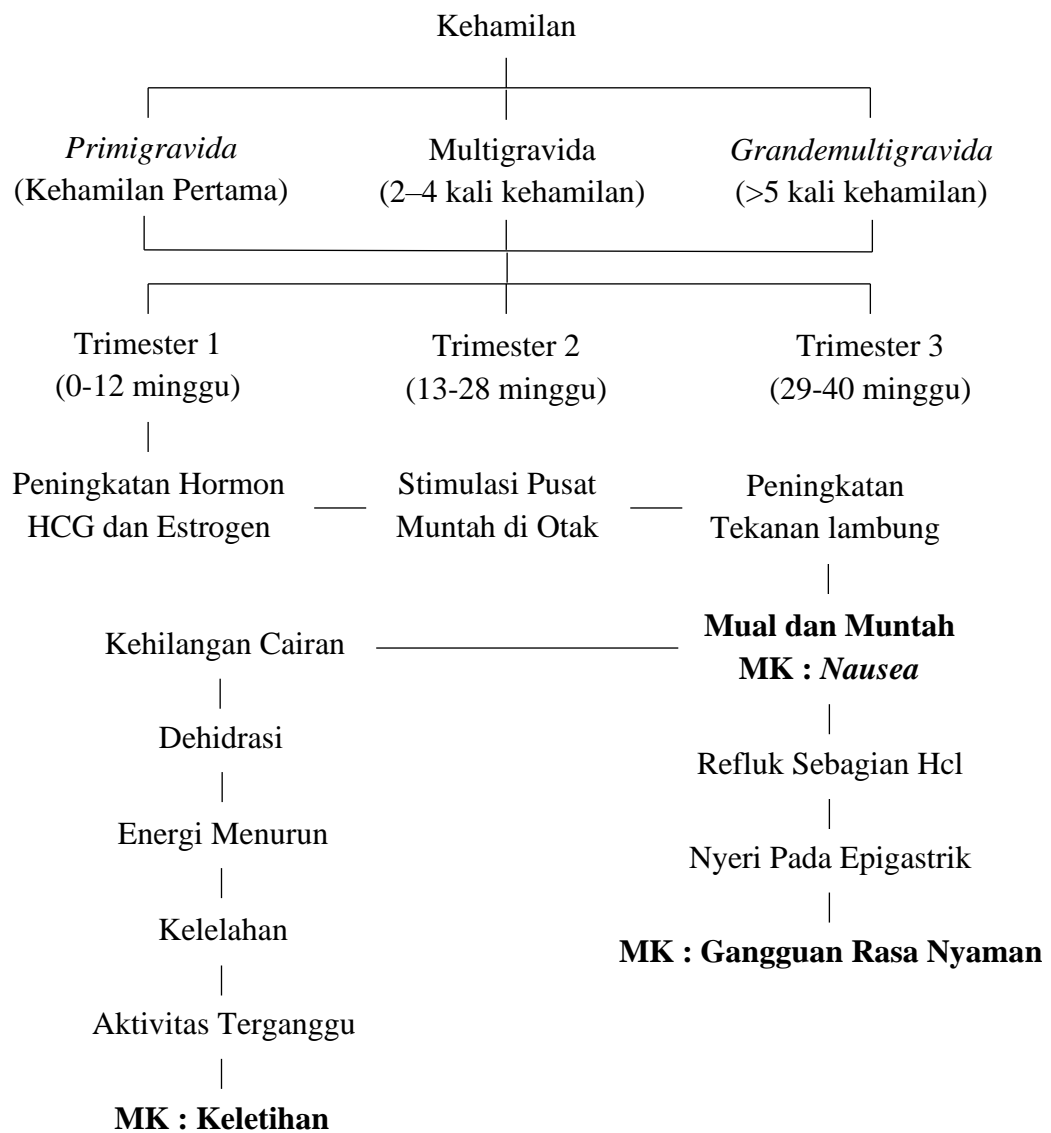 Kehamilan
Primigravida
(Kehamilan Pertama)
Multigravida
(2–4 kali kehamilan)
Grandemultigravida
(>5 kali kehamilan)
Trimester 1
(0-12 minggu)
Trimester 2
(13-28 minggu)
Trimester 3
(29-40 minggu)
Peningkatan Hormon
HCG dan Estrogen
Stimulasi Pusat
Muntah di Otak
Peningkatan
Tekanan lambung
Mual dan Muntah
MK : Nausea
Kehilangan Cairan
Dehidrasi
Energi Menurun
Kelelahan
Aktivitas Terganggu
MK : Keletihan
Refluk Sebagian Hcl
Nyeri Pada Epigastrik
MK : Gangguan Rasa Nyaman